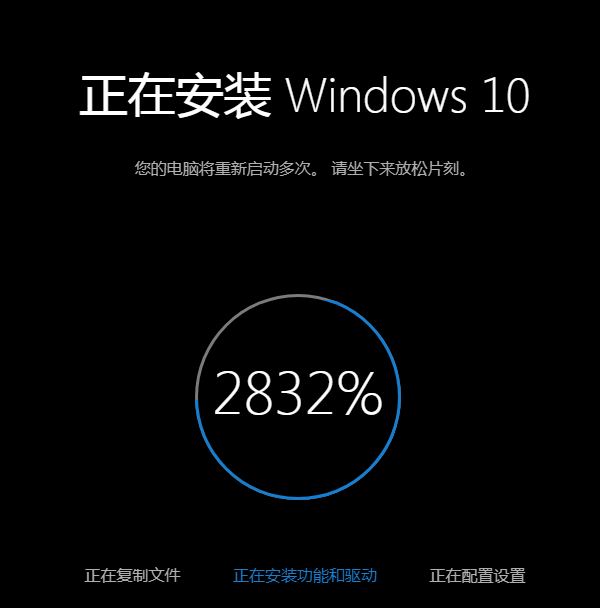 正在安装 Windows 10
您的电脑将重新启动多次。 请坐下来放松片刻。
2832%
正在复制文件 正在安装功能和驱动 正在配置设置